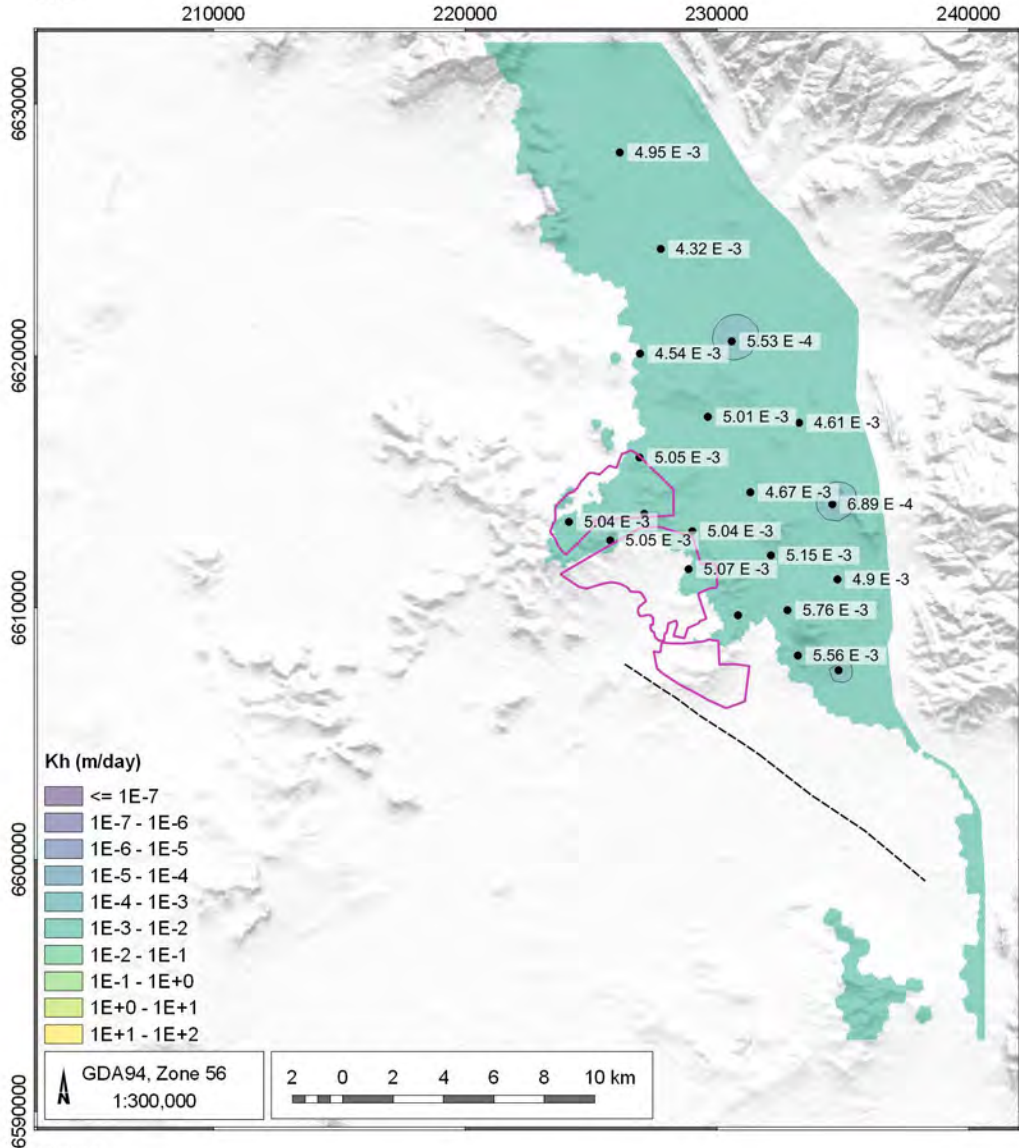 210000 220000 230000 240000
6630000
4.95 E -3
4.32 E -3
6620000
5.53 E -4
4.54 E -3
5.01 E -3
4.61 E -3
5.05 E -3
4.67 E -3
6.89 E -4
5.04 E -3
5.04 E -3
5.05 E -3
5.15 E -3
5.07 E -3
4.9 E -3
6610000
5.76 E -3
5.56 E -3
6600000
6590000
Kh (m/day)
<= 1E-7
1E-7 - 1E-6
1E-6 - 1E-5
1E-5 - 1E-4
1E-4 - 1E-3
1E-3 - 1E-2
1E-2 - 1E-1
1E-1 - 1E+0
1E+0 - 1E+1
1E+1 - 1E+2
N
GDA94, Zone 56
1:300,000
2 0 2 4 6 8 10 km